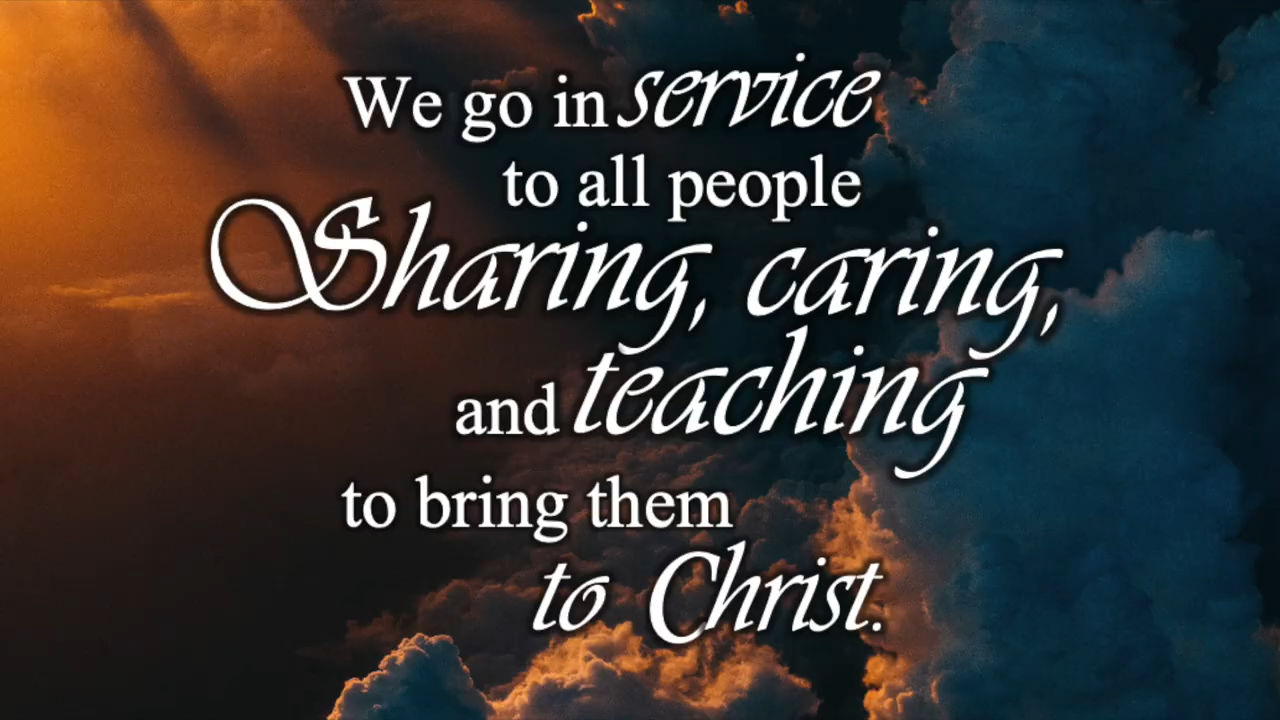 We go in service
to all people
Sharing, caring,
and teaching
to bring them
to Christ.